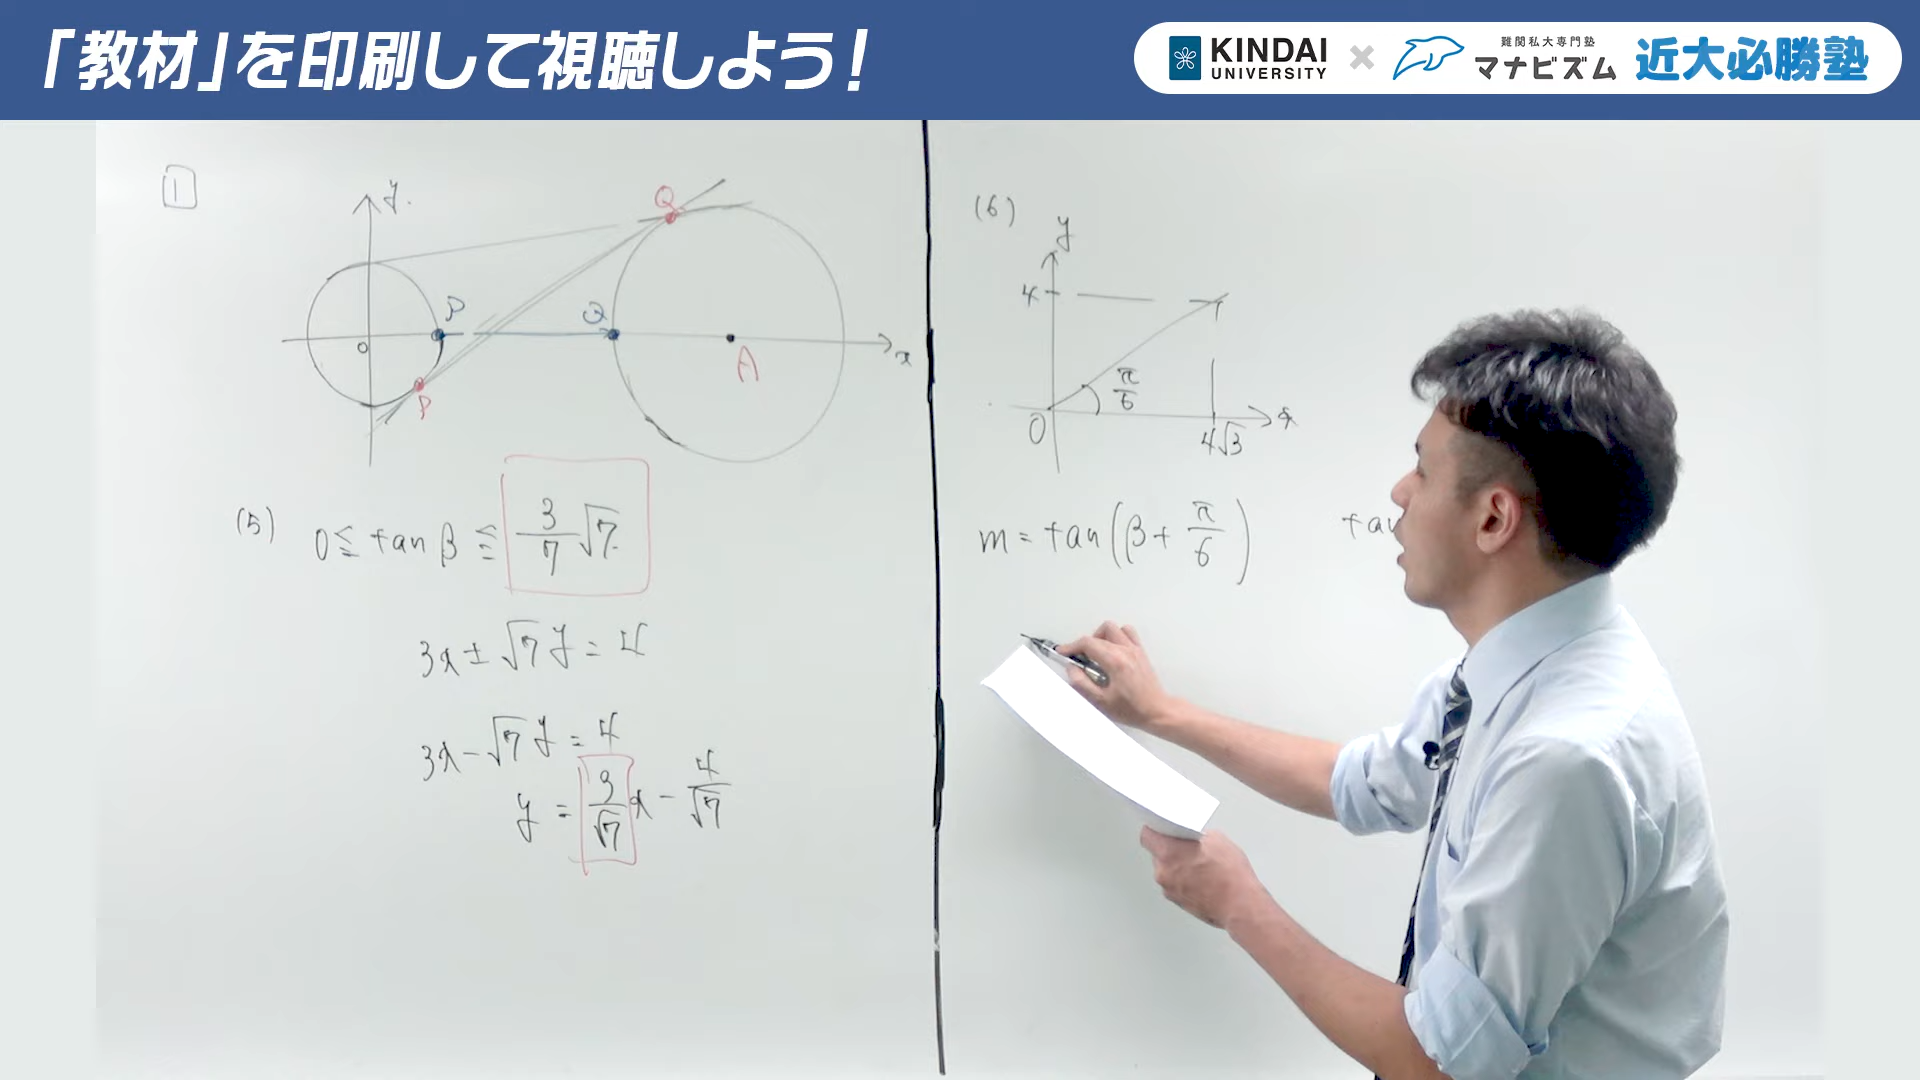 「教材」を印刷して視聴しよう!
KINDAI UNIVERSITY × 難関私大専門塾 マナビズム 近大必勝塾
1
y
Q
P
Q
O
A
x
P
(5) 0 ≦ tan β ≦ 3/7 √7
3x ± √7 y = 4
3x - √7 y = 4
y = 3/√7 x - 4/√7
(6)
y
4
π/6
O
4√3
x
m = tan(β + π/6)
tan